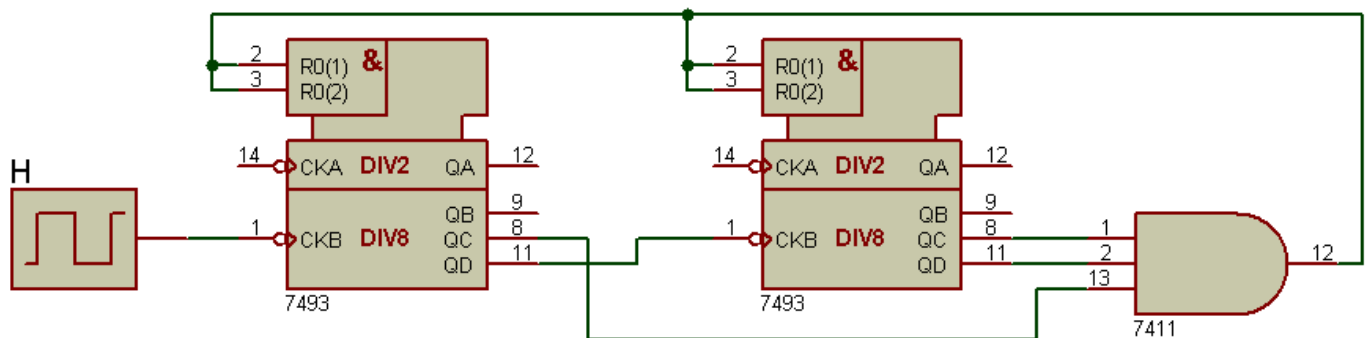 2 R0(1) &
3 R0(2)
14 CKA DIV2 QA 12
H
1 CKB DIV8 QB 9
QC 8
QD 11
7493
2 R0(1) &
3 R0(2)
14 CKA DIV2 QA 12
1 CKB DIV8 QB 9
QC 8
QD 11
7493
1
2
13
12
7411